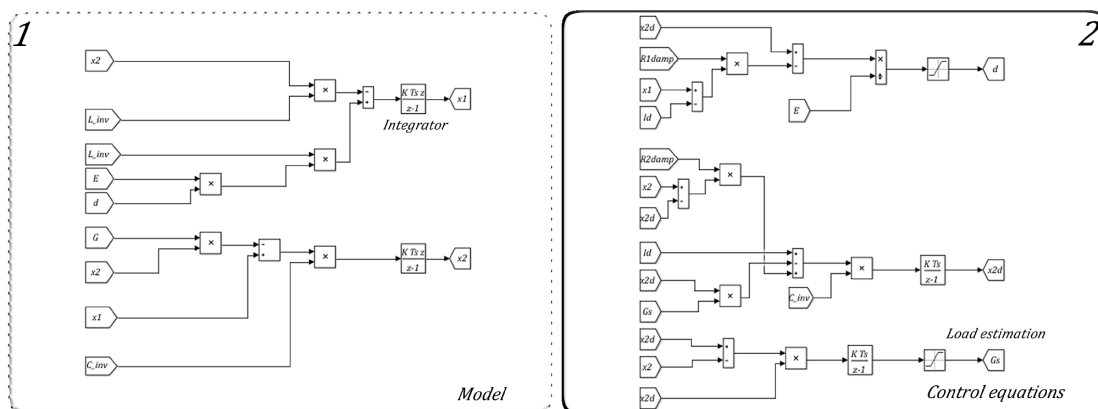 1
x2
L_inv
×
-
+
K Ts z
z-1
x1
Integrator
L_inv
E
d
×
×
G
x2
×
-
+
×
K Ts z
z-1
x2
x1
C_inv
Model
2
x2d
R1damp
×
+
-
x1
Id
+
-
×
÷
d
E
R2damp
×
x2
x2d
+
-
Id
x2d
Gs
×
+
-
+
×
C_inv
K Ts
z-1
x2d
x2d
x2
x2d
+
-
×
K Ts
z-1
Load estimation
Gs
Control equations